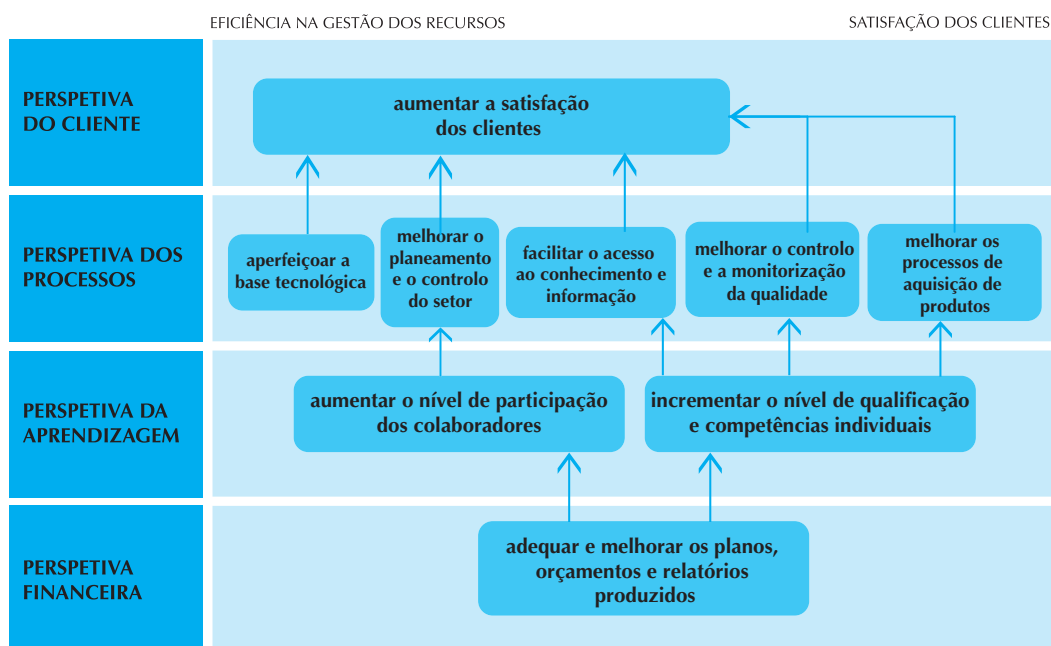 EFICIÊNCIA NA GESTÃO DOS RECURSOS
SATISFAÇÃO DOS CLIENTES
PERSPETIVA
DO CLIENTE
aumentar a satisfação
dos clientes
PERSPETIVA DOS
PROCESSOS
aperfeiçoar a
base tecnológica
melhorar o
planeamento
e o controlo
do setor
facilitar o acesso
ao conhecimento e
informação
melhorar o controlo
e a monitorização
da qualidade
melhorar os
processos de
aquisição de
produtos
PERSPETIVA DA
APRENDIZAGEM
aumentar o nível de participação
dos colaboradores
incrementar o nível de qualificação
e competências individuais
PERSPETIVA
FINANCEIRA
adequar e melhorar os planos,
orçamentos e relatórios
produzidos